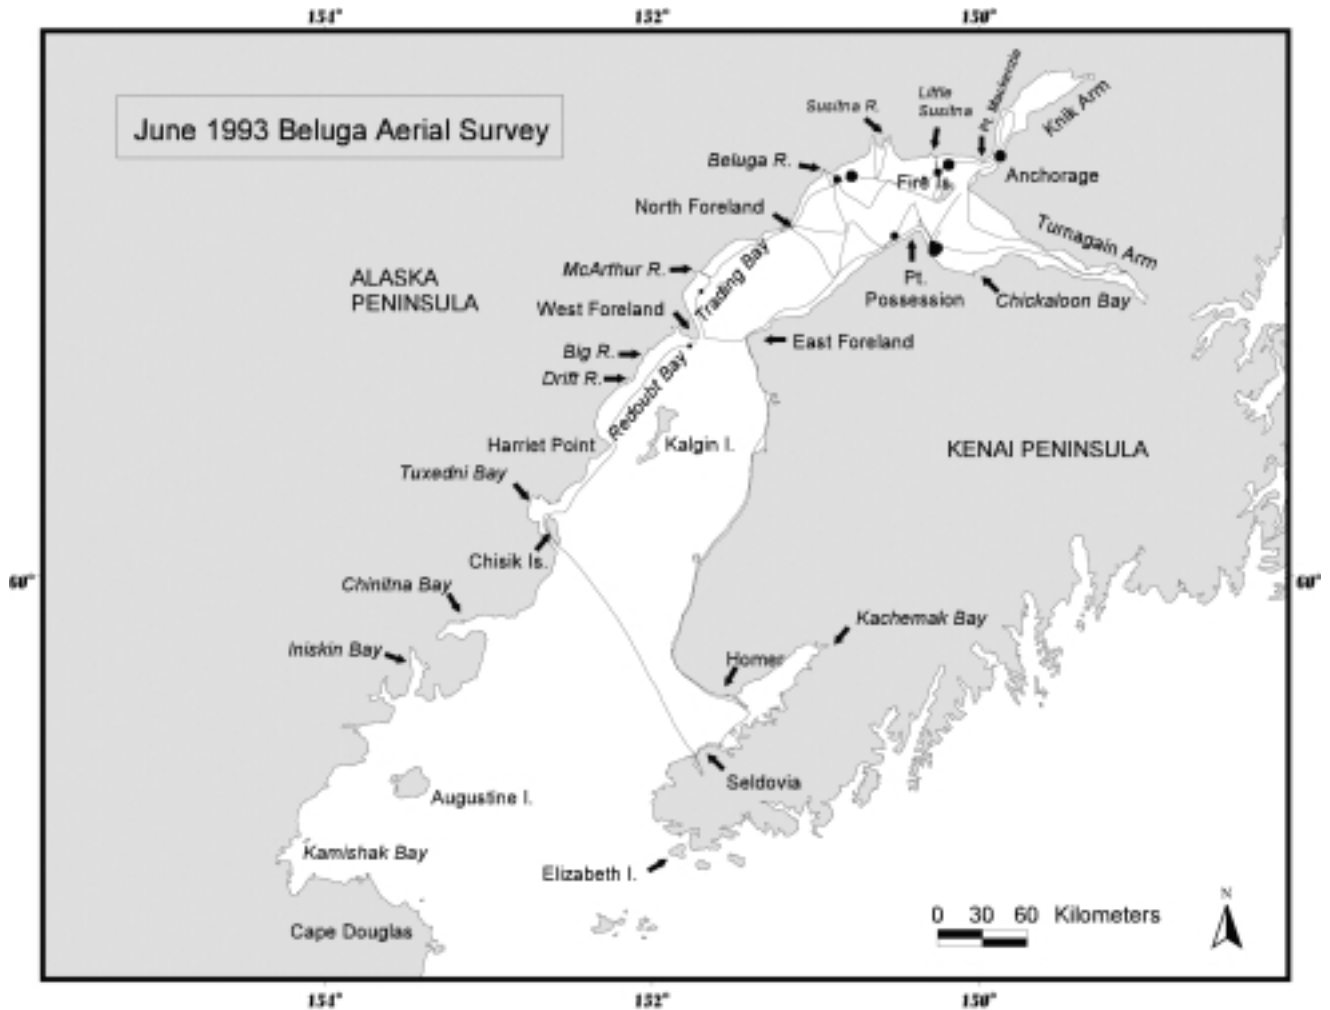 154° 152° 150°
June 1993 Beluga Aerial Survey
Susitna R.
Little
Susitna
Pt. Mackenzie
Knik Arm
Beluga R.
Fire Is.
Anchorage
North Foreland
Turnagain Arm
McArthur R.
Trading Bay
ALASKA
PENINSULA
Pt.
Possession
Chickaloon Bay
West Foreland
East Foreland
Big R.
Drift R.
Redoubt Bay
Harriet Point
Kalgin I.
KENAI PENINSULA
Tuxedni Bay
Chisik Is.
60° 60°
Chinitna Bay
Kachemak Bay
Iniskin Bay
Homer
Seldovia
Augustine I.
Kamishak Bay
Elizabeth I.
Cape Douglas
0 30 60 Kilometers
N
154° 152° 150°